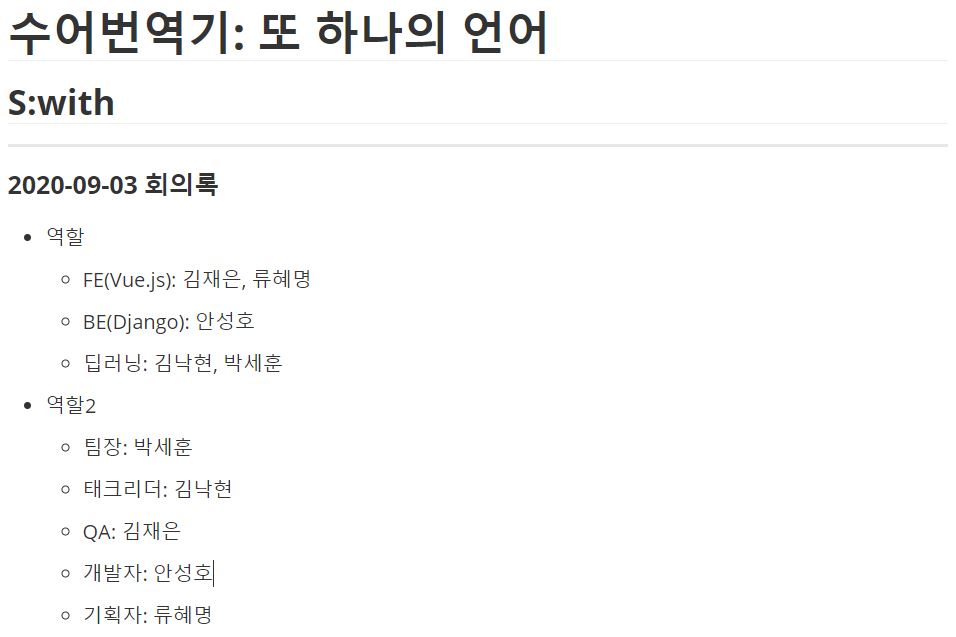 수어번역기: 또 하나의 언어
S:with
2020-09-03 회의록
역할
FE(Vue.js): 김재은, 류혜명
BE(Django): 안성호
딥러닝: 김낙현, 박세훈
역할2
팀장: 박세훈
태크리더: 김낙현
QA: 김재은
개발자: 안성호
기획자: 류혜명